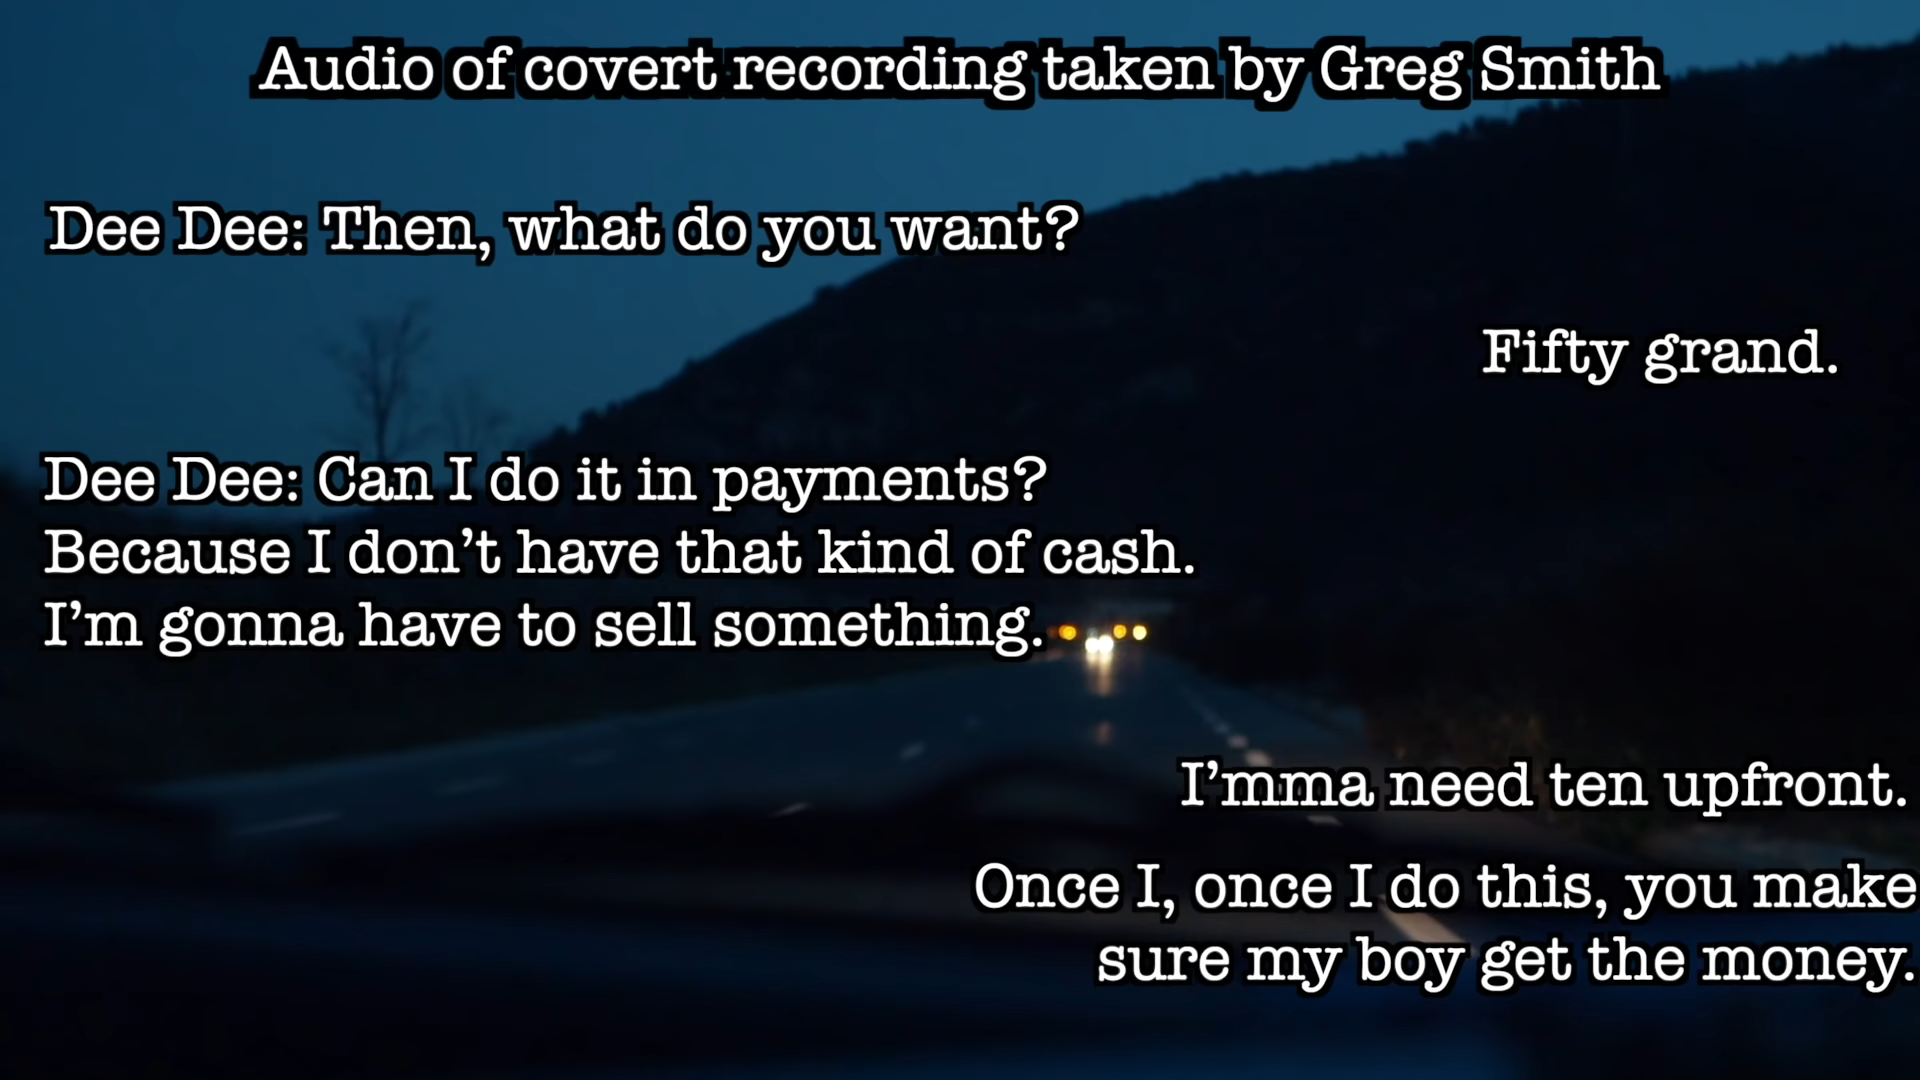 Audio of covert recording taken by Greg Smith
Dee Dee: Then, what do you want?
Fifty grand.
Dee Dee: Can I do it in payments?
Because I don't have that kind of cash.
I'm gonna have to sell something.
I'mma need ten upfront.
Once I, once I do this, you make
sure my boy get the money.